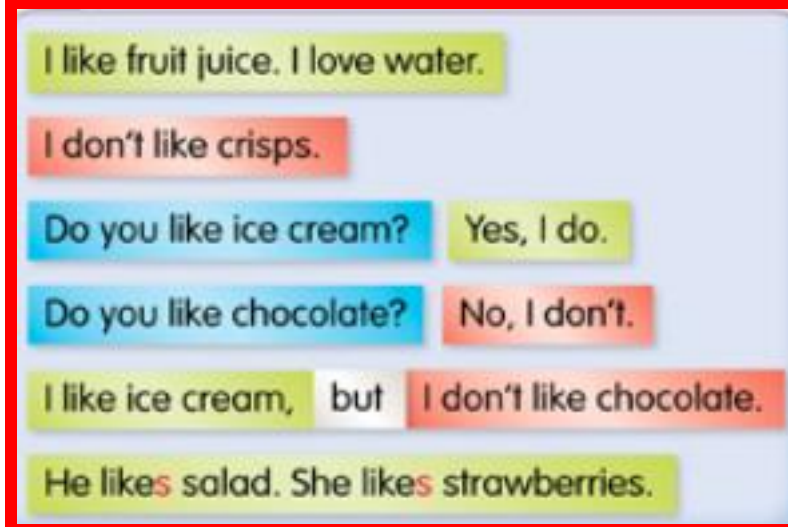 I like fruit juice. I love water.
I don't like crisps.
Do you like ice cream? Yes, I do.
Do you like chocolate? No, I don't.
I like ice cream, but I don't like chocolate.
He likes salad. She likes strawberries.